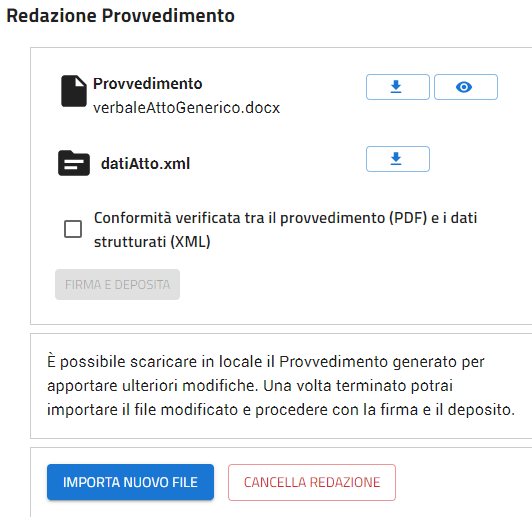 Redazione Provvedimento
Provvedimento
verbaleAttoGenerico.docx
datiAtto.xml
Conformità verificata tra il provvedimento (PDF) e i dati
strutturati (XML)
FIRMA E DEPOSITA
È possibile scaricare in locale il Provvedimento generato per
apportare ulteriori modifiche. Una volta terminato potrai
importare il file modificato e procedere con la firma e il deposito.
IMPORTA NUOVO FILE
CANCELLA REDAZIONE